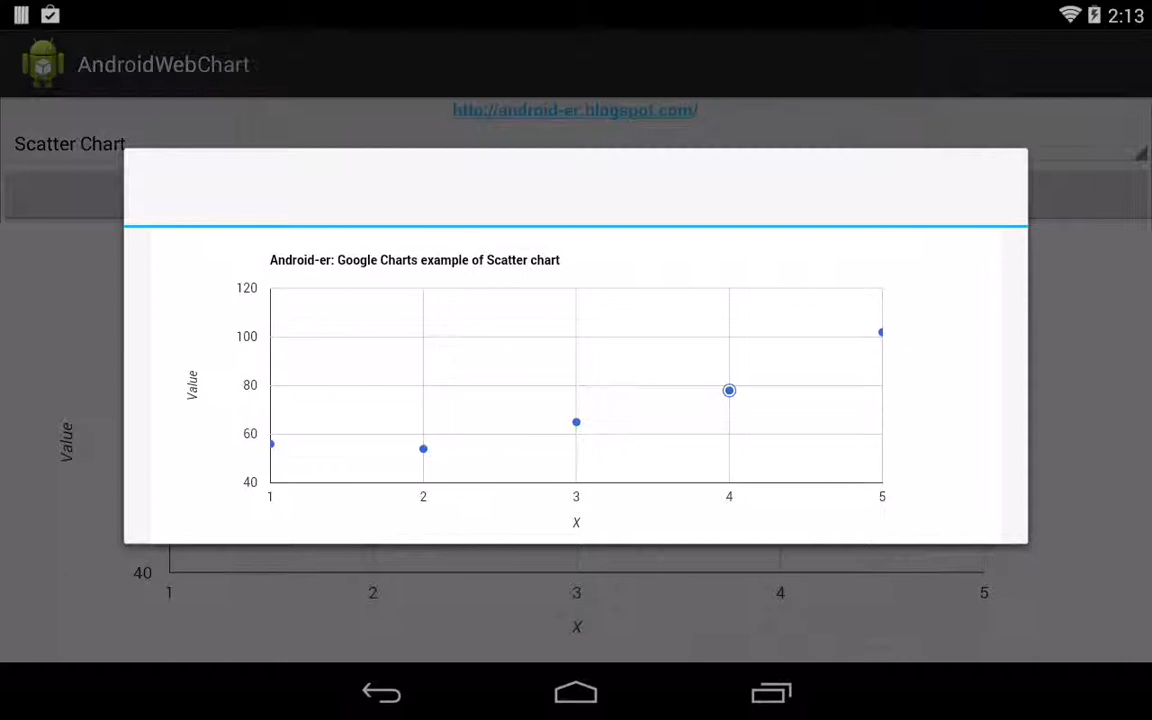 2:13
AndroidWebChart
http://android-er.blogspot.com/
Scatter Chart
Android-er: Google Charts example of Scatter chart
120
100
80
60
40
Value
1 2 3 4 5
X
Value
40
1 2 3 4 5
X